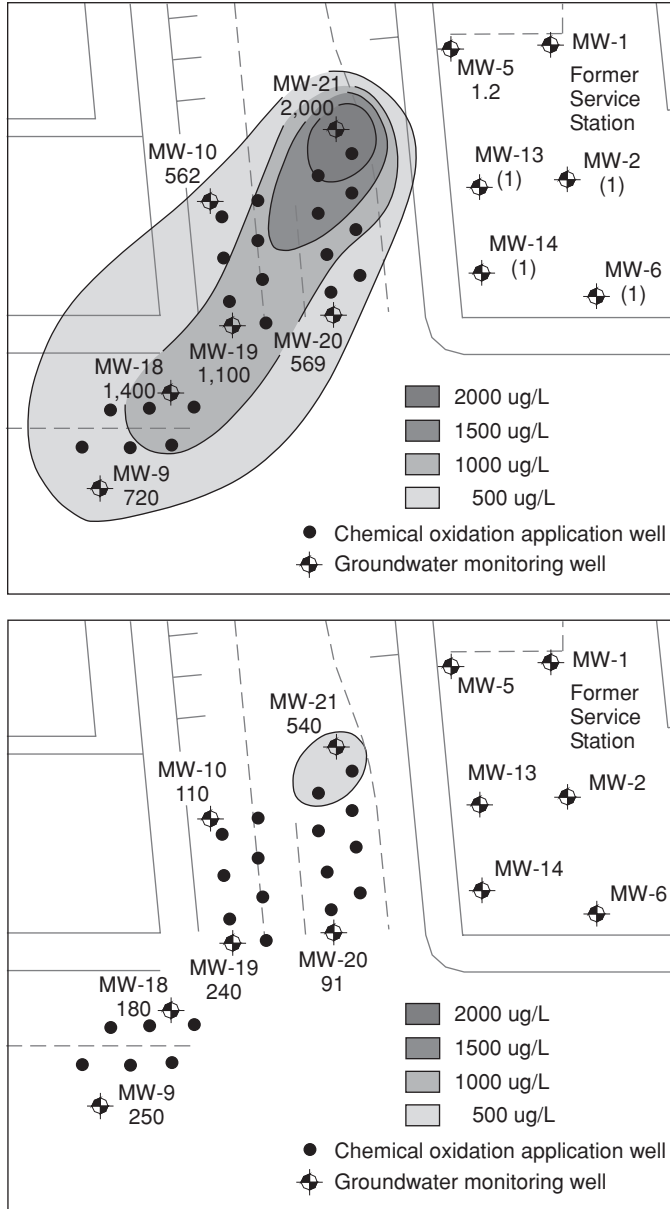 MW-1
MW-5
1.2
Former
Service
Station
MW-21
2,000
MW-10
562
MW-13
(1)
MW-2
(1)
MW-14
(1)
MW-6
(1)
MW-20
569
MW-19
1,100
MW-18
1,400
MW-9
720
2000 ug/L
1500 ug/L
1000 ug/L
500 ug/L
Chemical oxidation application well
Groundwater monitoring well
MW-1
MW-5
Former
Service
Station
MW-21
540
MW-10
110
MW-13
MW-2
MW-14
MW-6
MW-20
91
MW-19
240
MW-18
180
MW-9
250
2000 ug/L
1500 ug/L
1000 ug/L
500 ug/L
Chemical oxidation application well
Groundwater monitoring well